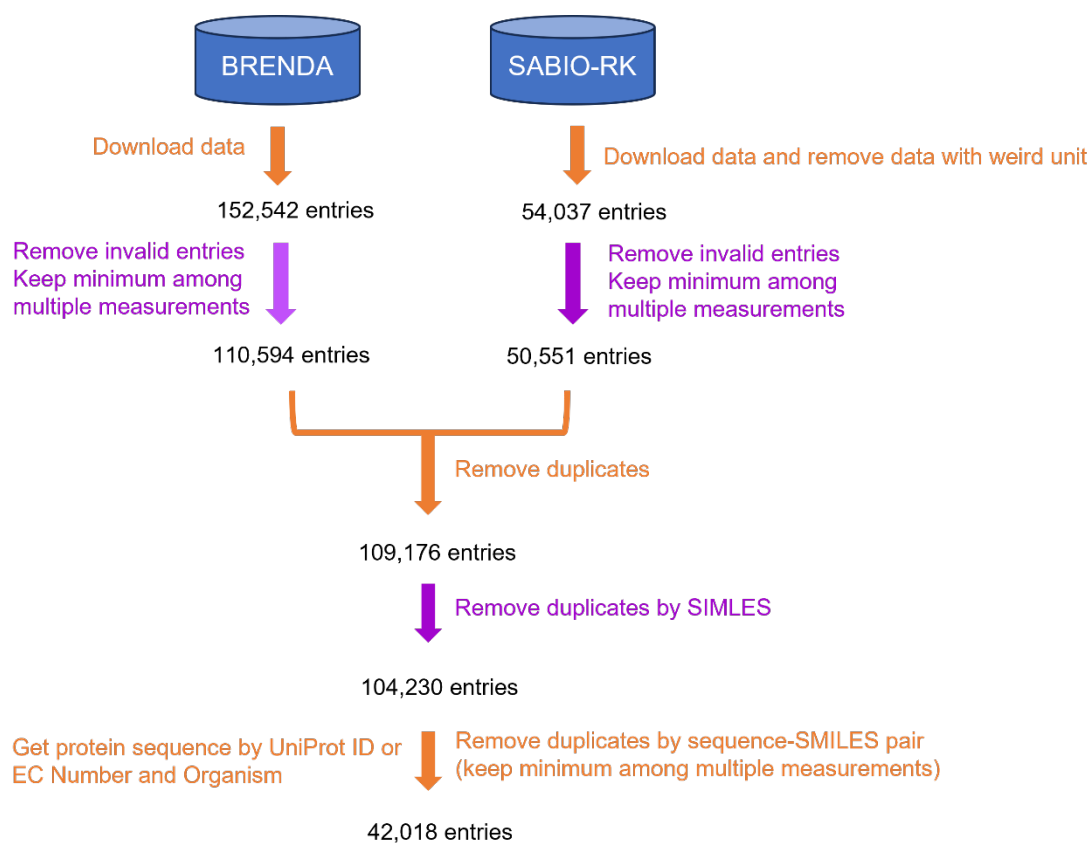 BRENDA
SABIO-RK
Download data
Download data and remove data with weird unit
152,542 entries
54,037 entries
Remove invalid entries
Keep minimum among
multiple measurements
Remove invalid entries
Keep minimum among
multiple measurements
110,594 entries
50,551 entries
Remove duplicates
109,176 entries
Remove duplicates by SIMLES
104,230 entries
Get protein sequence by UniProt ID or
EC Number and Organism
Remove duplicates by sequence-SMILES pair
(keep minimum among multiple measurements)
42,018 entries